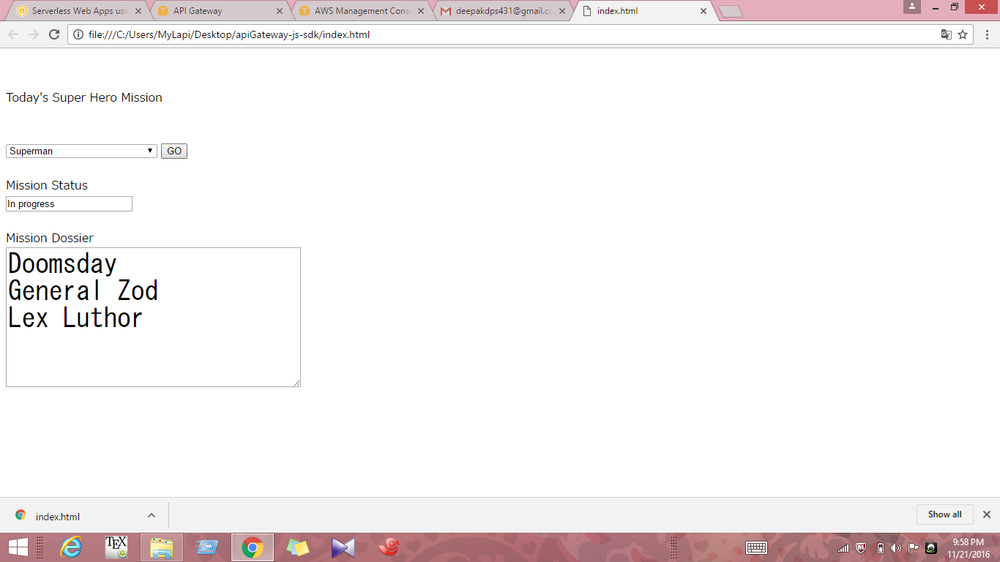 Serverless Web Apps usin
API Gateway
AWS Management Conso
deepakdps431@gmail.co
index.html
file:///C:/Users/MyLapi/Desktop/apiGateway-js-sdk/index.html
Today's Super Hero Mission
Superman
GO
Mission Status
In progress
Mission Dossier
Doomsday
General Zod
Lex Luthor
index.html
Show all
TEX
9:58 PM
11/21/2016